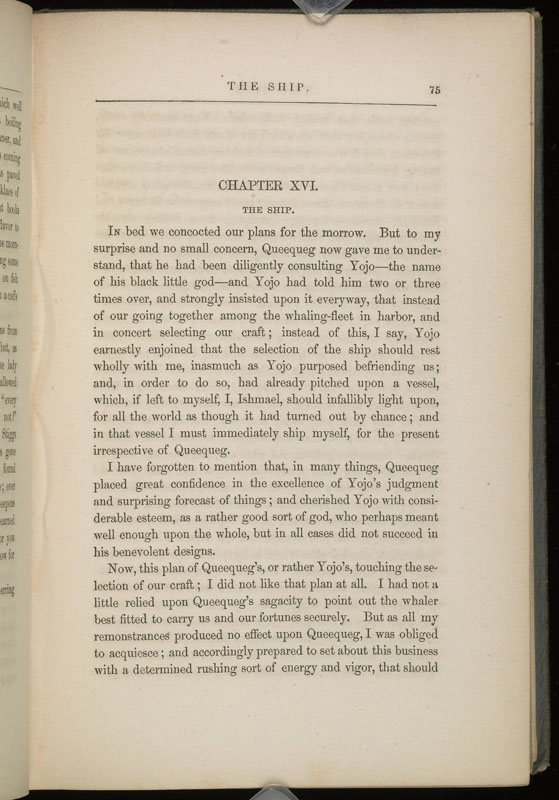 THE SHIP.
75
CHAPTER XVI.
THE SHIP.
IN bed we concocted our plans for the morrow. But to my
surprise and no small concern, Queequeg now gave me to under-
stand, that he had been diligently consulting Yojo—the name
of his black little god—and Yojo had told him two or three
times over, and strongly insisted upon it everyway, that instead
of our going together among the whaling-fleet in harbor, and
in concert selecting our craft; instead of this, I say, Yojo
earnestly enjoined that the selection of the ship should rest
wholly with me, inasmuch as Yojo purposed befriending us;
and, in order to do so, had already pitched upon a vessel,
which, if left to myself, I, Ishmael, should infallibly light upon,
for all the world as though it had turned out by chance; and
in that vessel I must immediately ship myself, for the present
irrespective of Queequeg.
I have forgotten to mention that, in many things, Queequeg
placed great confidence in the excellence of Yojo's judgment
and surprising forecast of things; and cherished Yojo with consi-
derable esteem, as a rather good sort of god, who perhaps meant
well enough upon the whole, but in all cases did not succeed in
his benevolent designs.
Now, this plan of Queequeg's, or rather Yojo's, touching the se-
lection of our craft; I did not like that plan at all. I had not a
little relied upon Queequeg's sagacity to point out the whaler
best fitted to carry us and our fortunes securely. But as all my
remonstrances produced no effect upon Queequeg, I was obliged
to acquiesce; and accordingly prepared to set about this business
with a determined rushing sort of energy and vigor, that should